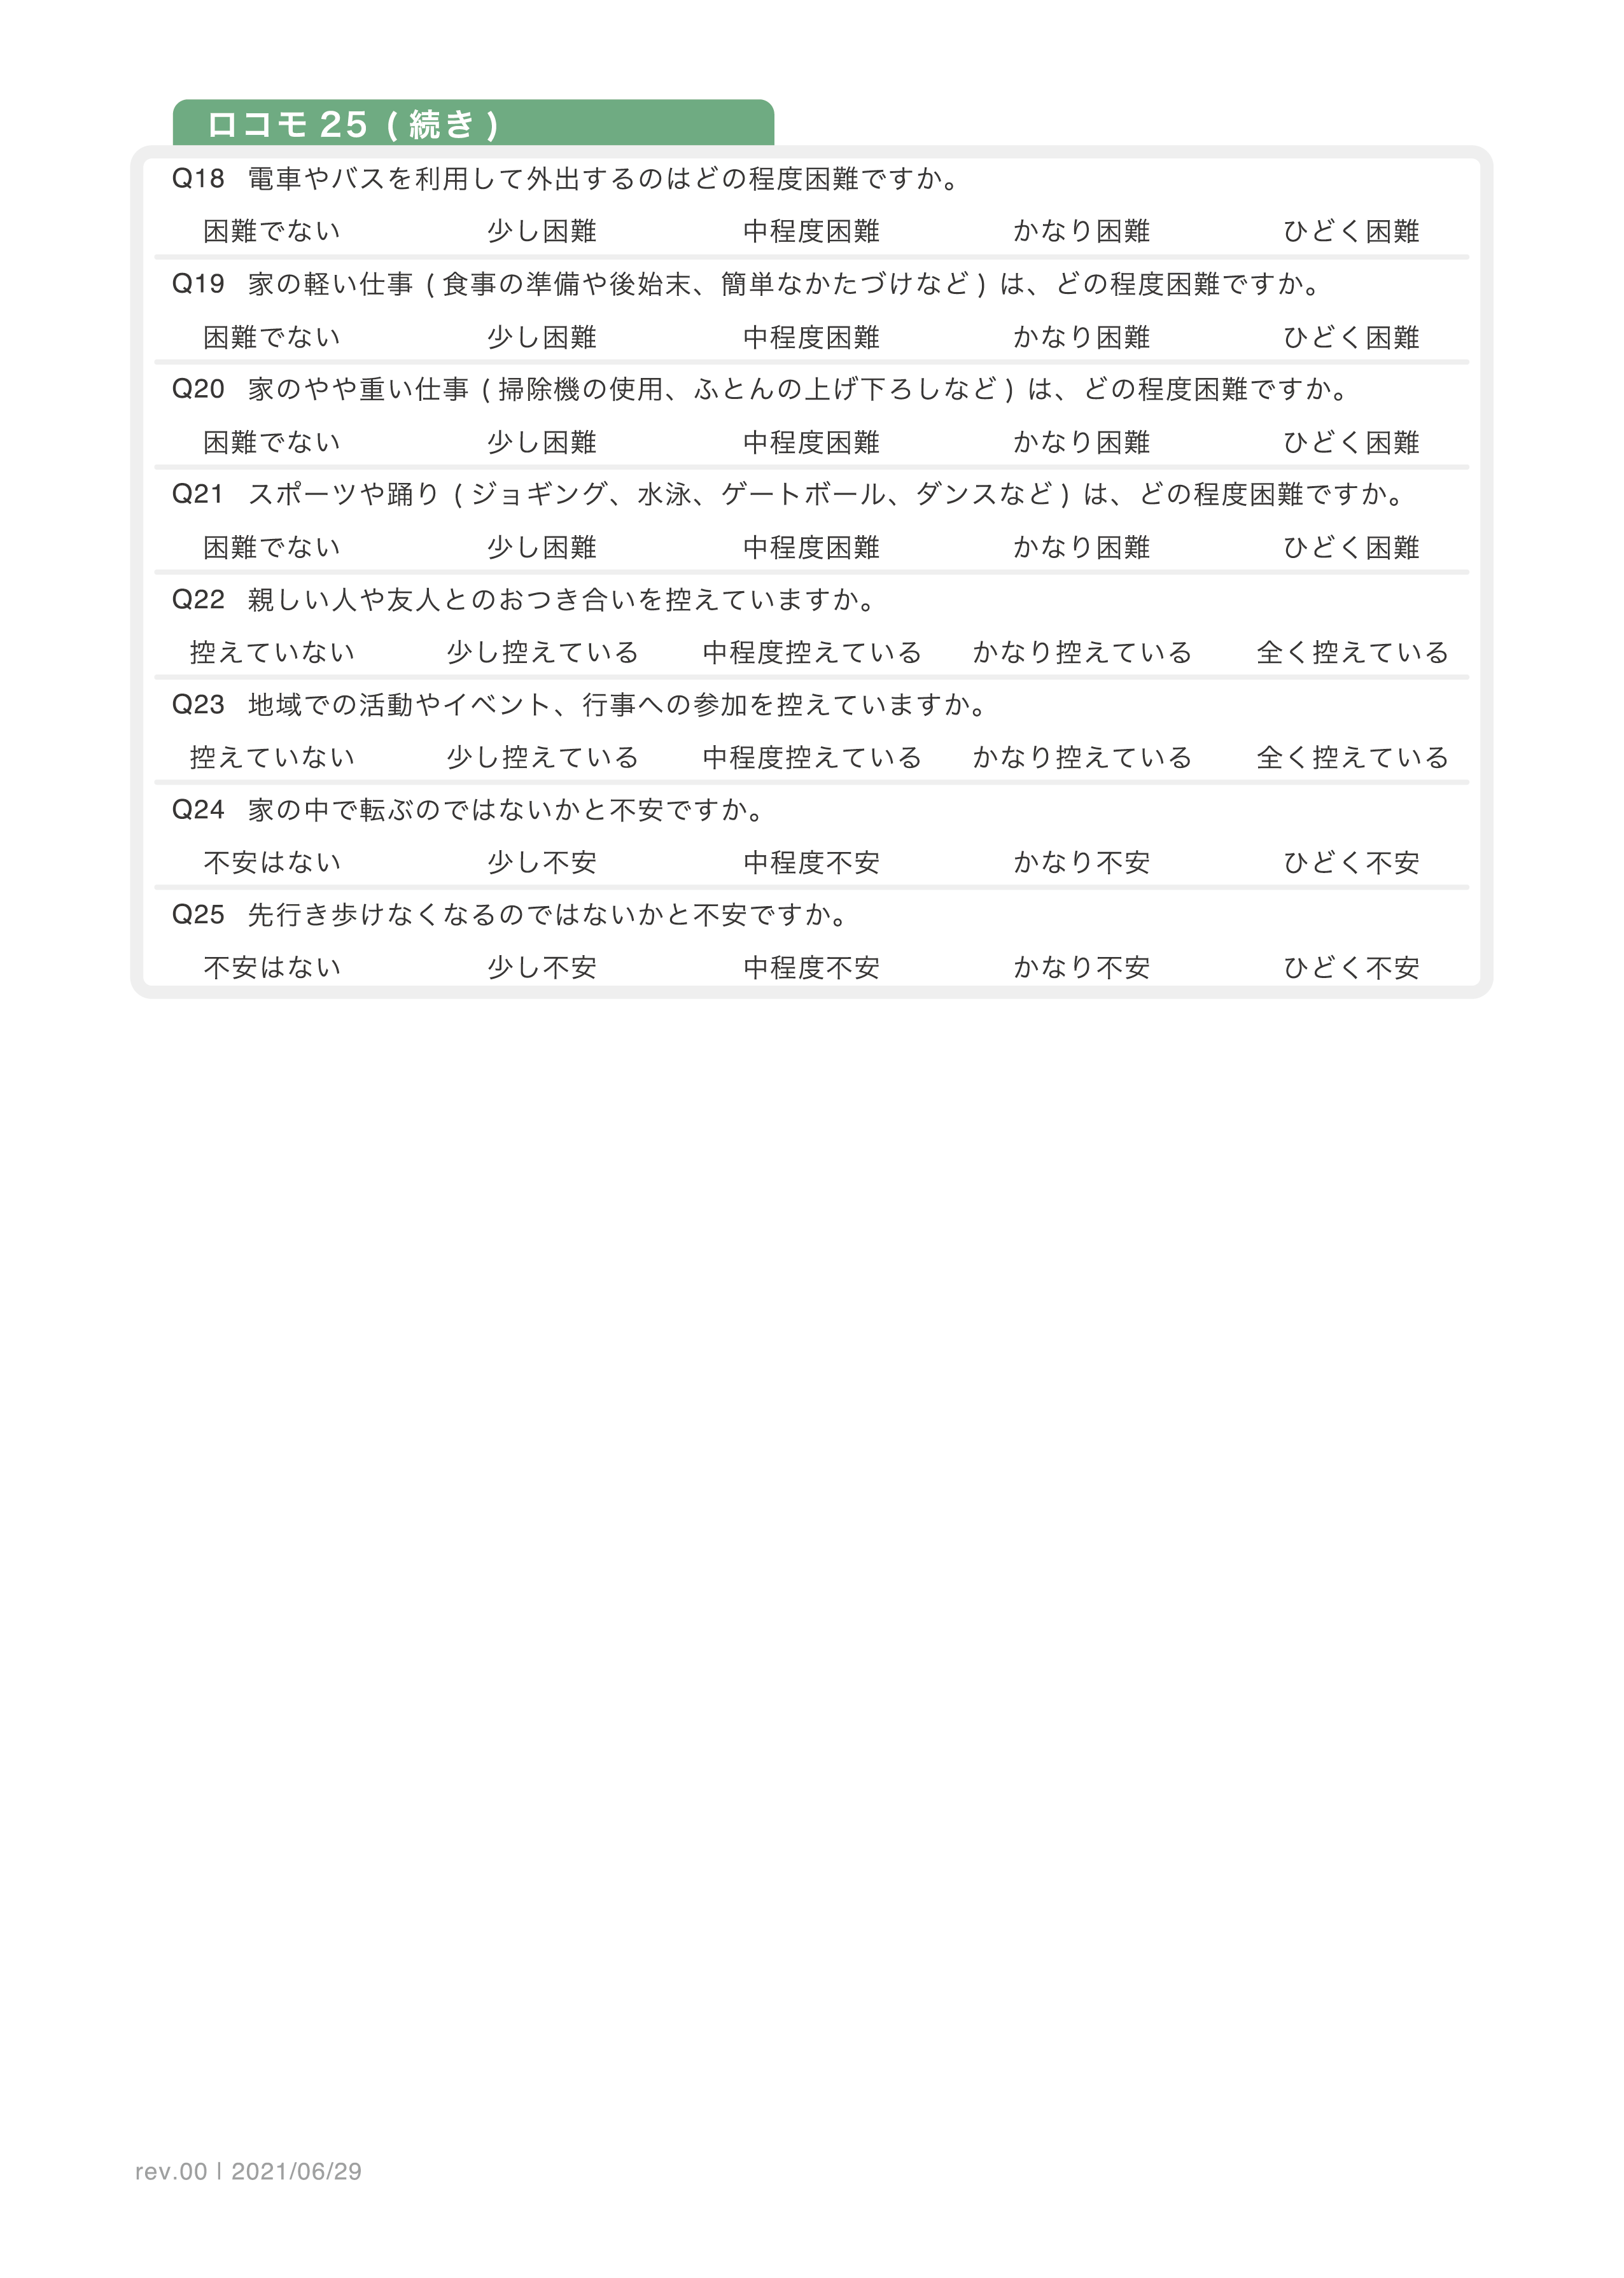 ロコモ 25 ( 続き )
Q18 電車やバスを利用して外出するのはどの程度困難ですか。
困難でない 少し困難 中程度困難 かなり困難 ひどく困難
Q19 家の軽い仕事 ( 食事の準備や後始末、簡単なかたづけなど ) は、どの程度困難ですか。
困難でない 少し困難 中程度困難 かなり困難 ひどく困難
Q20 家のやや重い仕事 ( 掃除機の使用、ふとんの上げ下ろしなど ) は、どの程度困難ですか。
困難でない 少し困難 中程度困難 かなり困難 ひどく困難
Q21 スポーツや踊り ( ジョギング、水泳、ゲートボール、ダンスなど ) は、どの程度困難ですか。
困難でない 少し困難 中程度困難 かなり困難 ひどく困難
Q22 親しい人や友人とのおつき合いを控えていますか。
控えていない 少し控えている 中程度控えている かなり控えている 全く控えている
Q23 地域での活動やイベント、行事への参加を控えていますか。
控えていない 少し控えている 中程度控えている かなり控えている 全く控えている
Q24 家の中で転ぶのではないかと不安ですか。
不安はない 少し不安 中程度不安 かなり不安 ひどく不安
Q25 先行き歩けなくなるのではないかと不安ですか。
不安はない 少し不安 中程度不安 かなり不安 ひどく不安
rev.00 | 2021/06/29